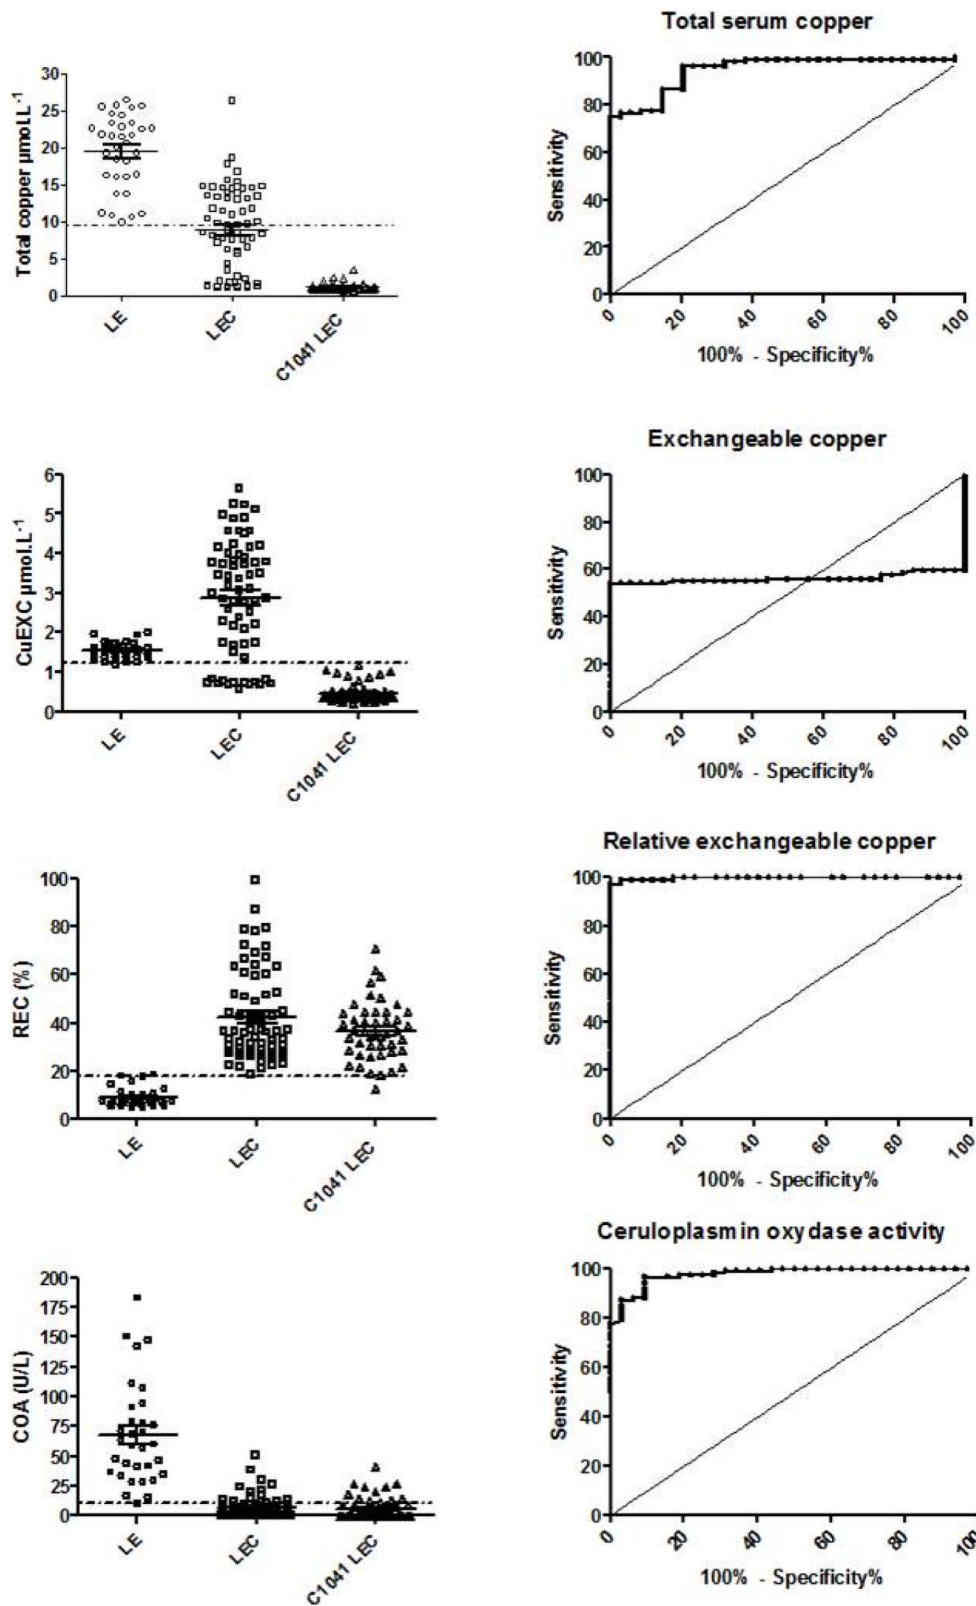 Total serum copper
Total copper µmol.L-1
30
25
20
15
10
5
0
LE
LEC
C1041 LEC
Sensitivity
100
80
60
40
20
0
0
20
40
60
80
100
100% - Specificity%
Exchangeable copper
CuEXC µmol.L-1
6
5
4
3
2
1
0
LE
LEC
C1041 LEC
Sensitivity
100
80
60
40
20
0
0
20
40
60
80
100
100% - Specificity%
Relative exchangeable copper
REC (%)
100
80
60
40
20
0
LE
LEC
C1041 LEC
Sensitivity
100
80
60
40
20
0
0
20
40
60
80
100
100% - Specificity%
Ceruloplasmin oxydase activity
COA (U/L)
200
175
150
125
100
75
50
25
0
LE
LEC
C1041 LEC
Sensitivity
100
80
60
40
20
0
0
20
40
60
80
100
100% - Specificity%